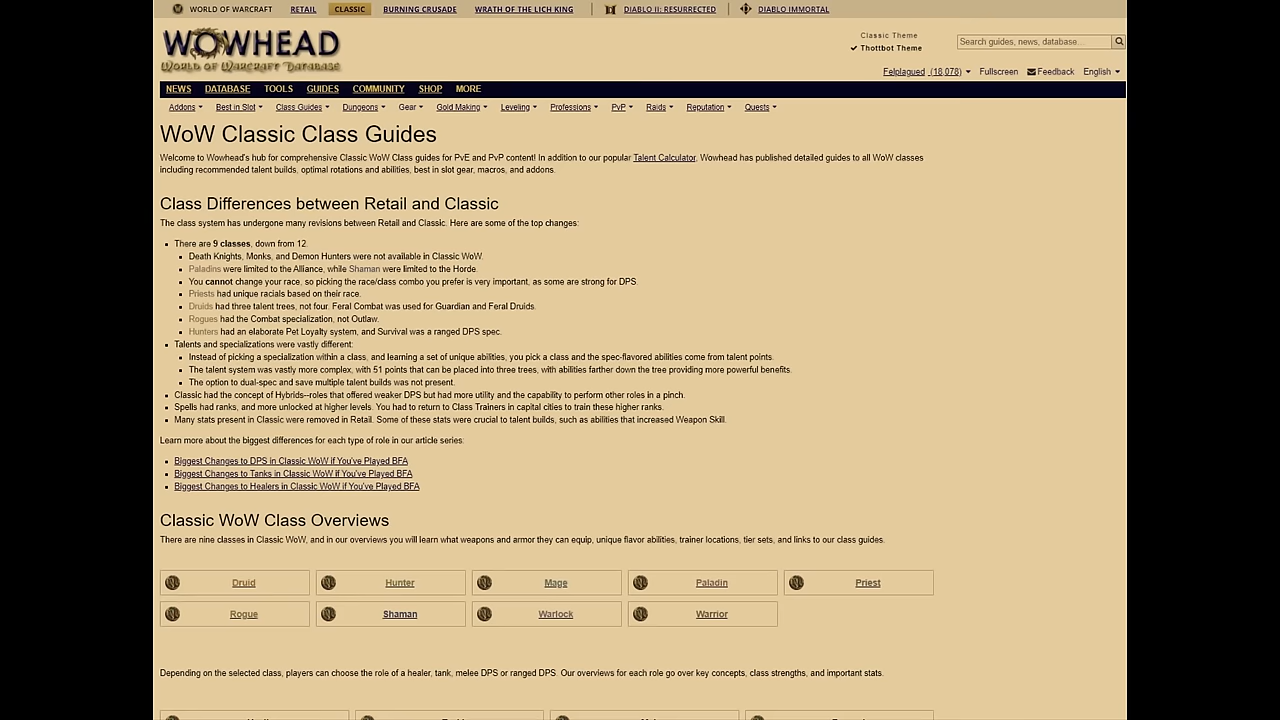 WORLD OF WARCRAFT RETAIL CLASSIC BURNING CRUSADE WRATH OF THE LICH KING DIABLO II: RESURRECTED DIABLO IMMORTAL
WOWHEAD
WORLD OF WARCRAFT DATABASE
Classic Theme
Thottbot Theme
Search guides, news, database...
Felplagued (18,078) Fullscreen Feedback English
NEWS DATABASE TOOLS GUIDES COMMUNITY SHOP MORE
Addons Best in Slot Class Guides Dungeons Gear Gold Making Leveling Professions PvP Raids Reputation Quests
WoW Classic Class Guides
Welcome to Wowhead's hub for comprehensive Classic WoW Class guides for PvE and PvP content! In addition to our popular Talent Calculator, Wowhead has published detailed guides to all WoW classes
including recommended talent builds, optimal rotations and abilities, best in slot gear, macros, and addons.
Class Differences between Retail and Classic
The class system has undergone many revisions between Retail and Classic. Here are some of the top changes:
There are 9 classes, down from 12.
Death Knights, Monks, and Demon Hunters were not available in Classic WoW.
Paladins were limited to the Alliance, while Shaman were limited to the Horde.
You cannot change your race, so picking the race/class combo you prefer is very important, as some are strong for DPS.
Priests had unique racials based on their race.
Druids had three talent trees, not four. Feral Combat was used for Guardian and Feral Druids.
Rogues had the Combat specialization, not Outlaw.
Hunters had an elaborate Pet Loyalty system, and Survival was a ranged DPS spec.
Talents and specializations were vastly different:
Instead of picking a specialization within a class, and learning a set of unique abilities, you pick a class and the spec-flavored abilities come from talent points.
The talent system was vastly more complex, with 51 points that can be placed into three trees, with abilities farther down the tree providing more powerful benefits.
The option to dual-spec and save multiple talent builds was not present.
Classic had the concept of Hybrids--roles that offered weaker DPS but had more utility and the capability to perform other roles in a pinch.
Spells had ranks, and more unlocked at higher levels. You had to return to Class Trainers in capital cities to train these higher ranks.
Many stats present in Classic were removed in Retail. Some of these stats were crucial to talent builds, such as abilities that increased Weapon Skill.
Learn more about the biggest differences for each type of role in our article series:
Biggest Changes to DPS in Classic WoW if You've Played BFA
Biggest Changes to Tanks in Classic WoW if You've Played BFA
Biggest Changes to Healers in Classic WoW if You've Played BFA
Classic WoW Class Overviews
There are nine classes in Classic WoW, and in our overviews you will learn what weapons and armor they can equip, unique flavor abilities, trainer locations, tier sets, and links to our class guides.
Druid Hunter Mage Paladin Priest
Rogue Shaman Warlock Warrior
Depending on the selected class, players can choose the role of a healer, tank, melee DPS or ranged DPS. Our overviews for each role go over key concepts, class strengths, and important stats.